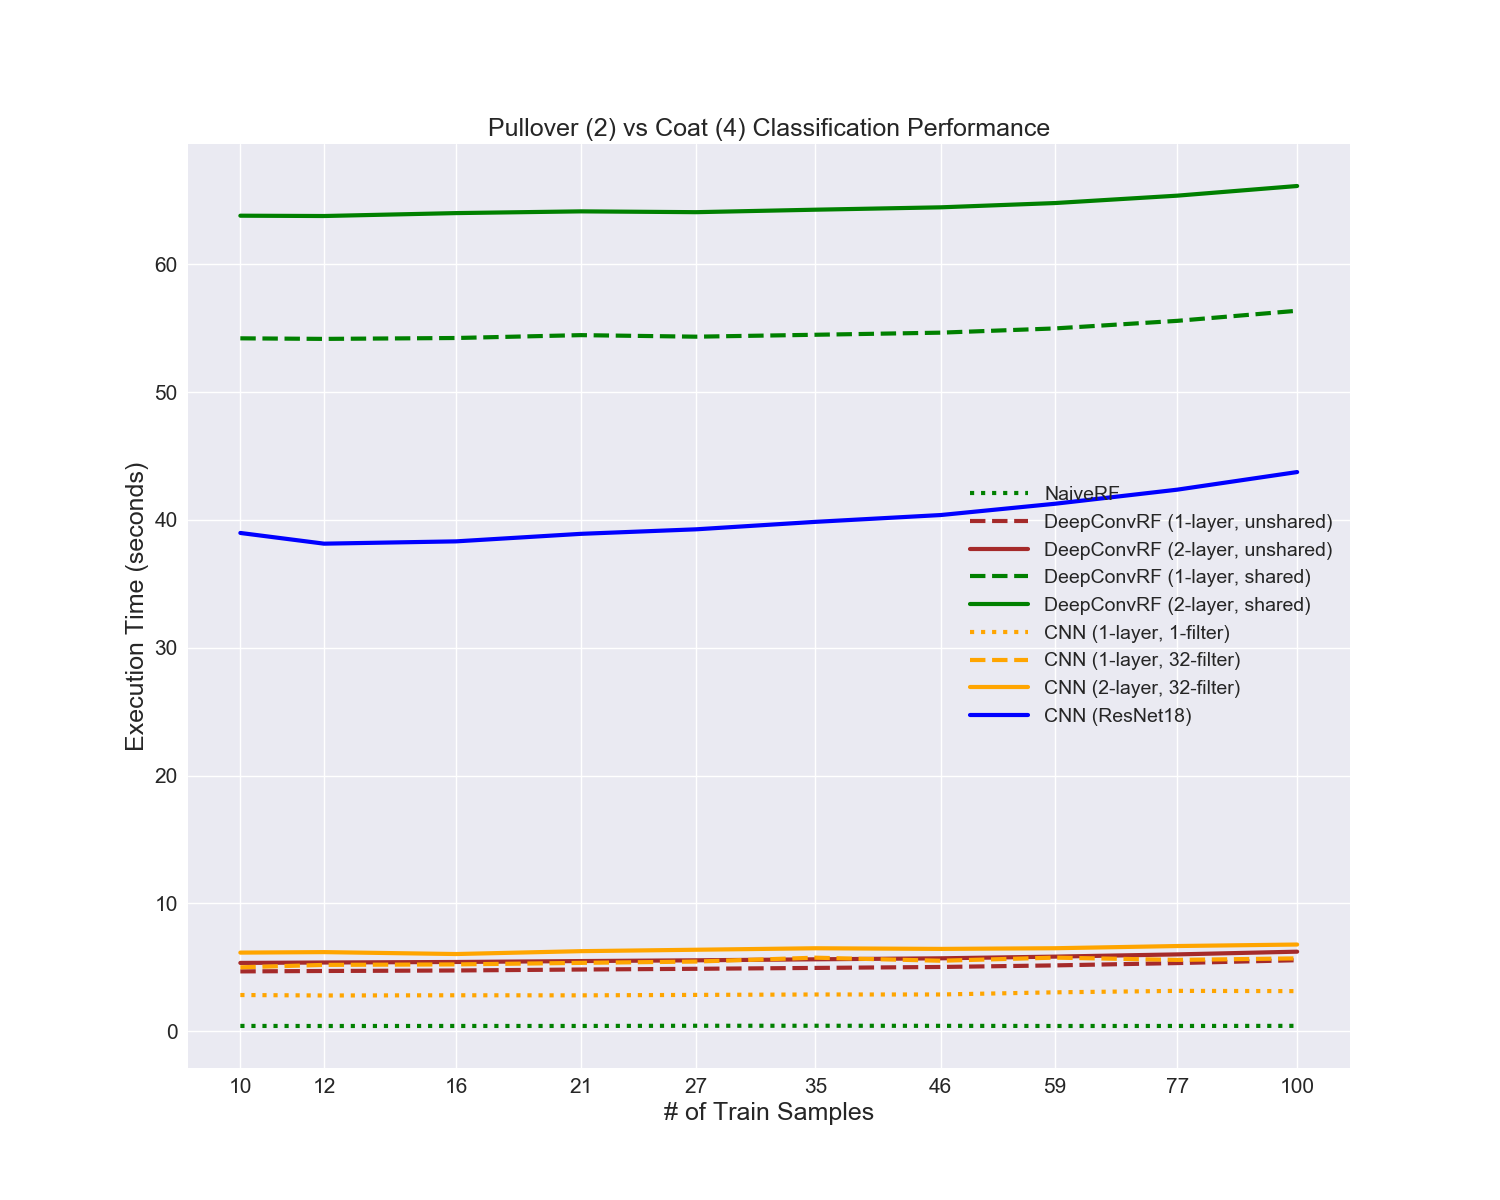 Pullover (2) vs Coat (4) Classification Performance
60
50
40
30
20
10
0
Execution Time (seconds)
NaiveRF
DeepConvRF (1-layer, unshared)
DeepConvRF (2-layer, unshared)
DeepConvRF (1-layer, shared)
DeepConvRF (2-layer, shared)
CNN (1-layer, 1-filter)
CNN (1-layer, 32-filter)
CNN (2-layer, 32-filter)
CNN (ResNet18)
10 12 16 21 27 35 46 59 77 100
# of Train Samples